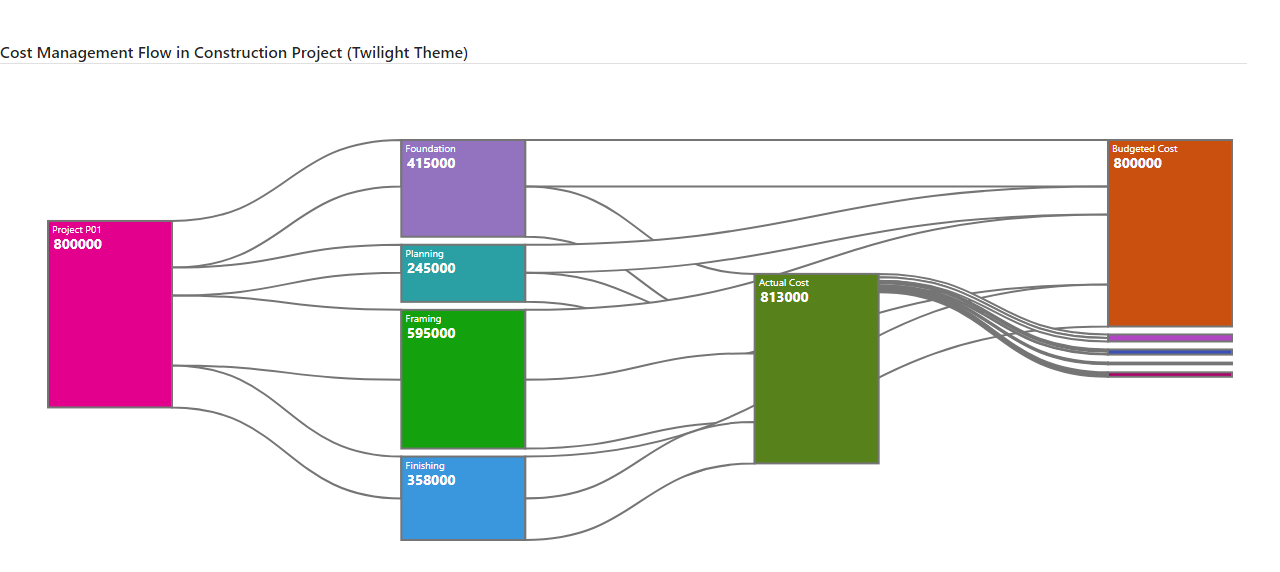 Cost Management Flow in Construction Project (Twilight Theme)
Project P01
800000
Foundation
415000
Planning
245000
Framing
595000
Finishing
358000
Actual Cost
813000
Budgeted Cost
800000